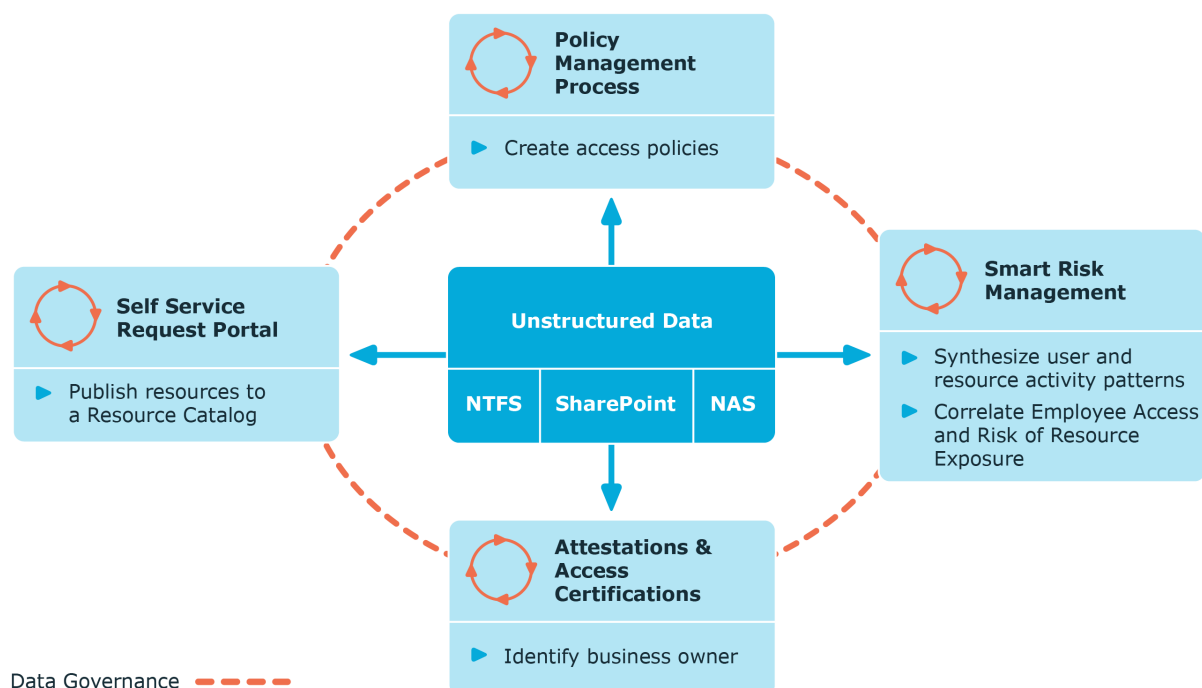 Policy
Management
Process
Create access policies
Self Service
Request Portal
Publish resources to
a Resource Catalog
Unstructured Data
NTFS
SharePoint
NAS
Smart Risk
Management
Synthesize user and
resource activity patterns
Correlate Employee Access
and Risk of Resource
Exposure
Attestations &
Access
Certifications
Identify business owner
Data Governance